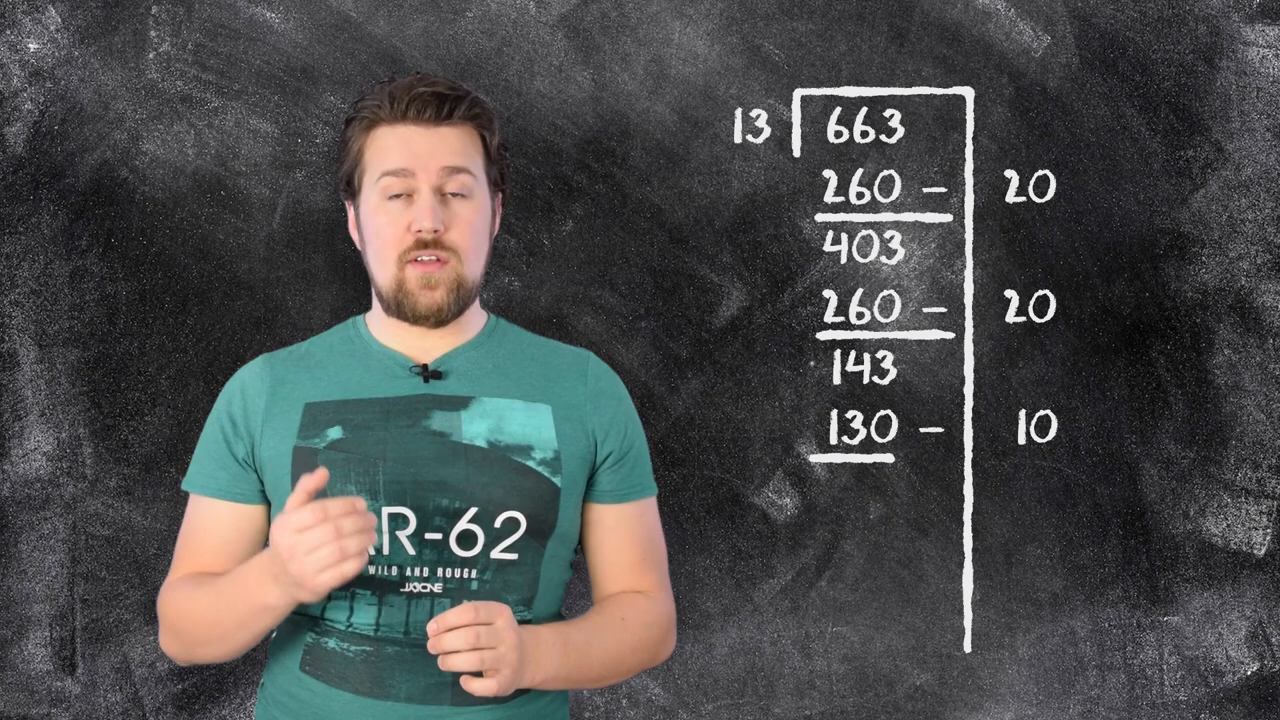 13 663
260 – 20
403
260 – 20
143
130 – 10
R-62
WILD AND ROUGH